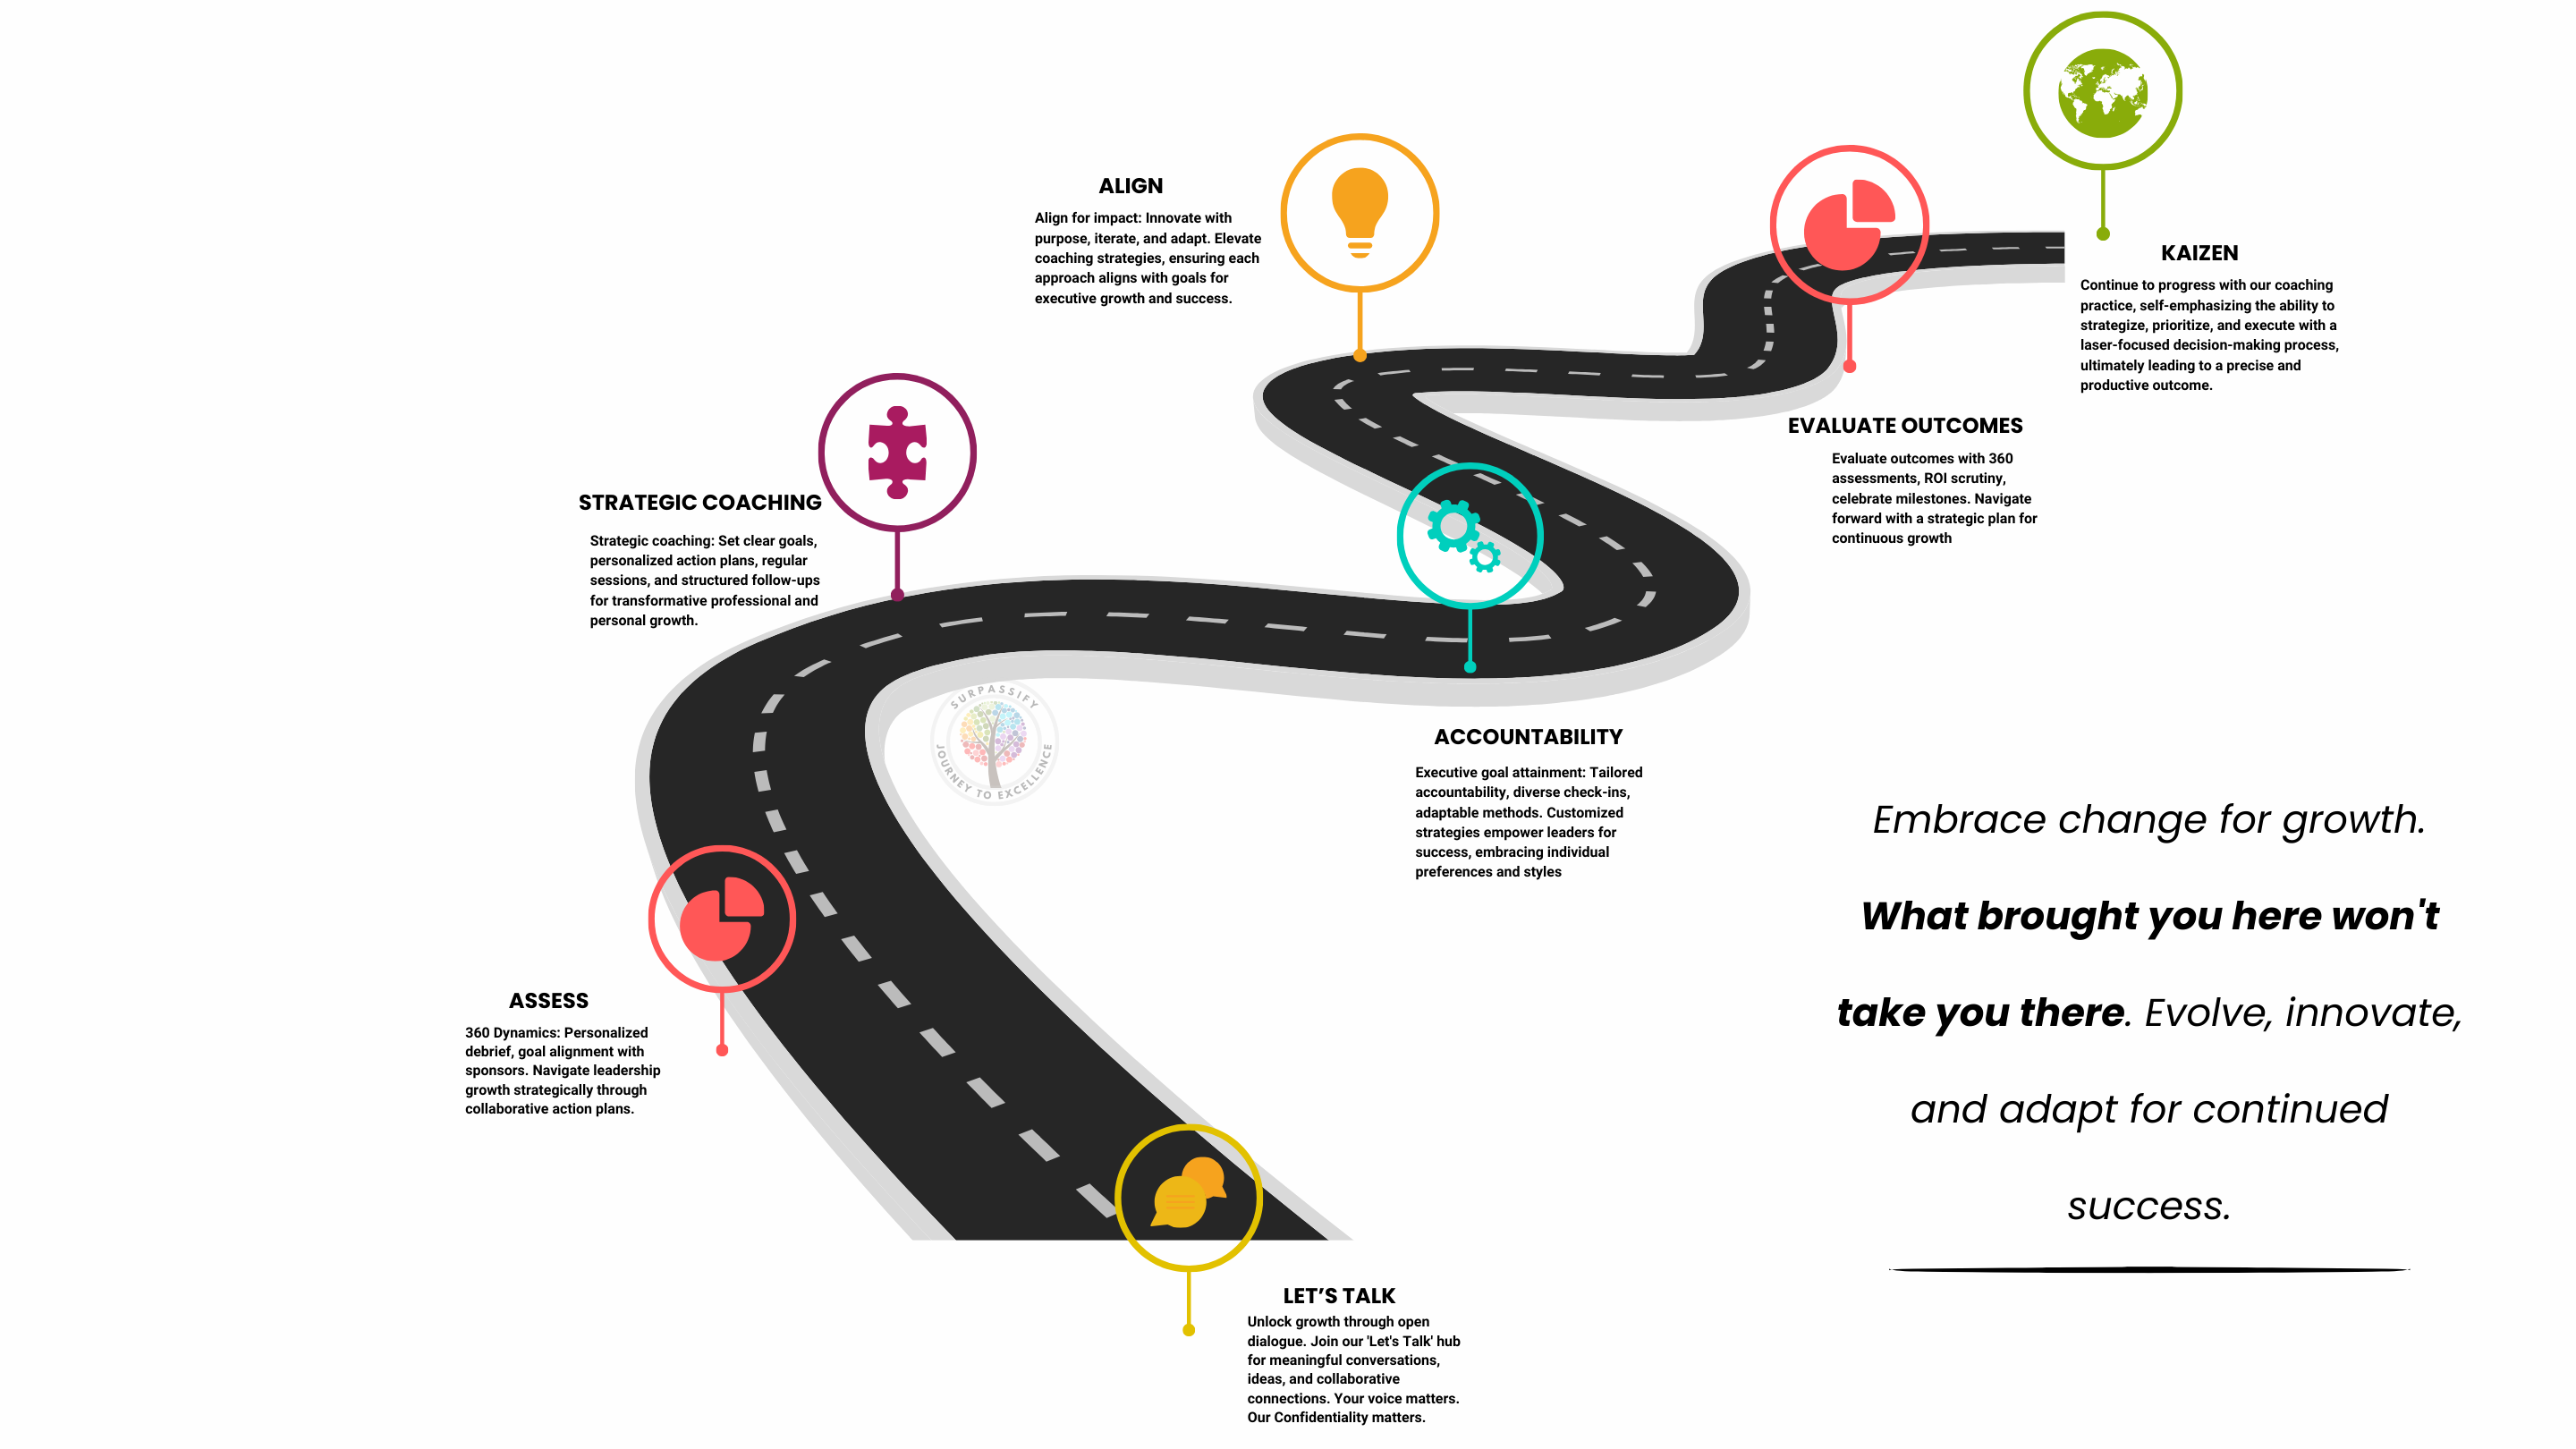 KAIZEN
Continue to progress with our coaching
practice, self-emphasizing the ability to
strategize, prioritize, and execute with a
laser-focused decision-making process,
ultimately leading to a precise and
productive outcome.
ALIGN
Align for impact: Innovate with
purpose, iterate, and adapt. Elevate
coaching strategies, ensuring each
approach aligns with goals for
executive growth and success.
EVALUATE OUTCOMES
Evaluate outcomes with 360
assessments, ROI scrutiny,
celebrate milestones. Navigate
forward with a strategic plan for
continuous growth
STRATEGIC COACHING
Strategic coaching: Set clear goals,
personalized action plans, regular
sessions, and structured follow-ups
for transformative professional and
personal growth.
SURPASSIFY
JOURNEY TO EXCELLENCE
ACCOUNTABILITY
Executive goal attainment: Tailored
accountability, diverse check-ins,
adaptable methods. Customized
strategies empower leaders for
success, embracing individual
preferences and styles
Embrace change for growth.
What brought you here won't
take you there. Evolve, innovate,
and adapt for continued
success.
ASSESS
360 Dynamics: Personalized
debrief, goal alignment with
sponsors. Navigate leadership
growth strategically through
collaborative action plans.
LET’S TALK
Unlock growth through open
dialogue. Join our 'Let's Talk' hub
for meaningful conversations,
ideas, and collaborative
connections. Your voice matters.
Our Confidentiality matters.